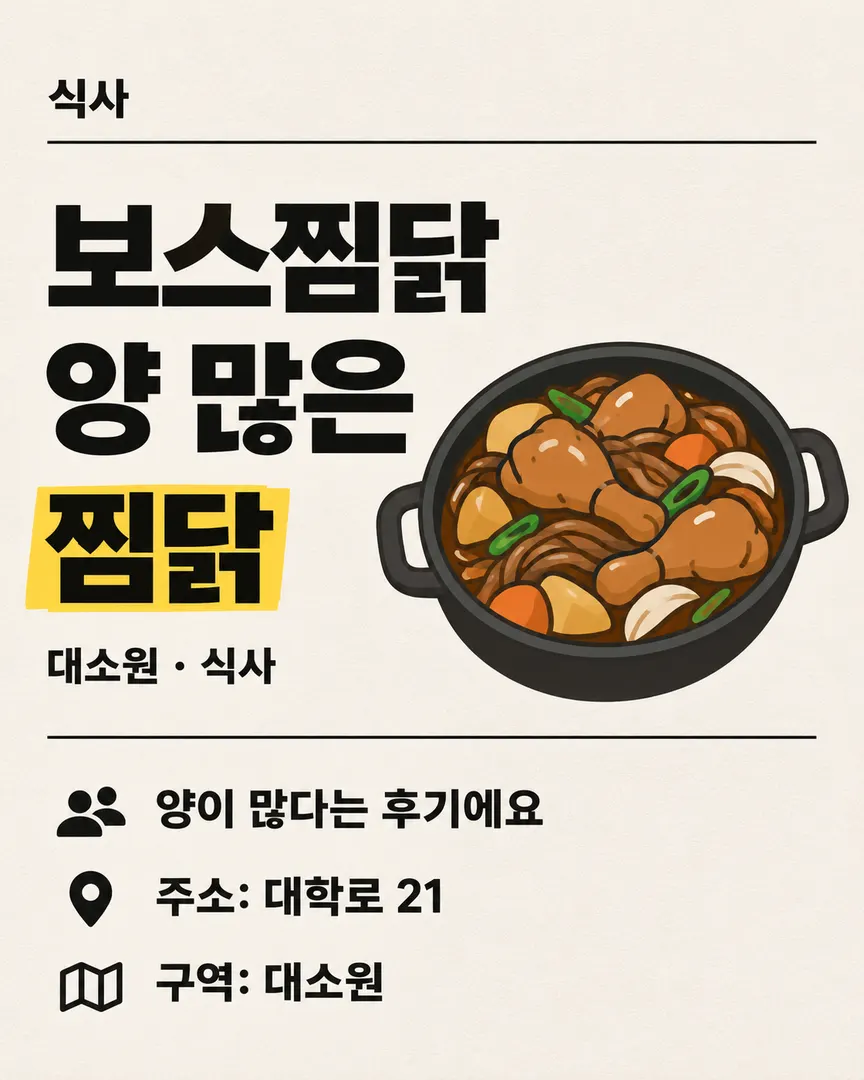 식사
보스찜닭
양 많은
찜닭
대소원 · 식사
양이 많다는 후기에요
주소: 대학로 21
구역: 대소원